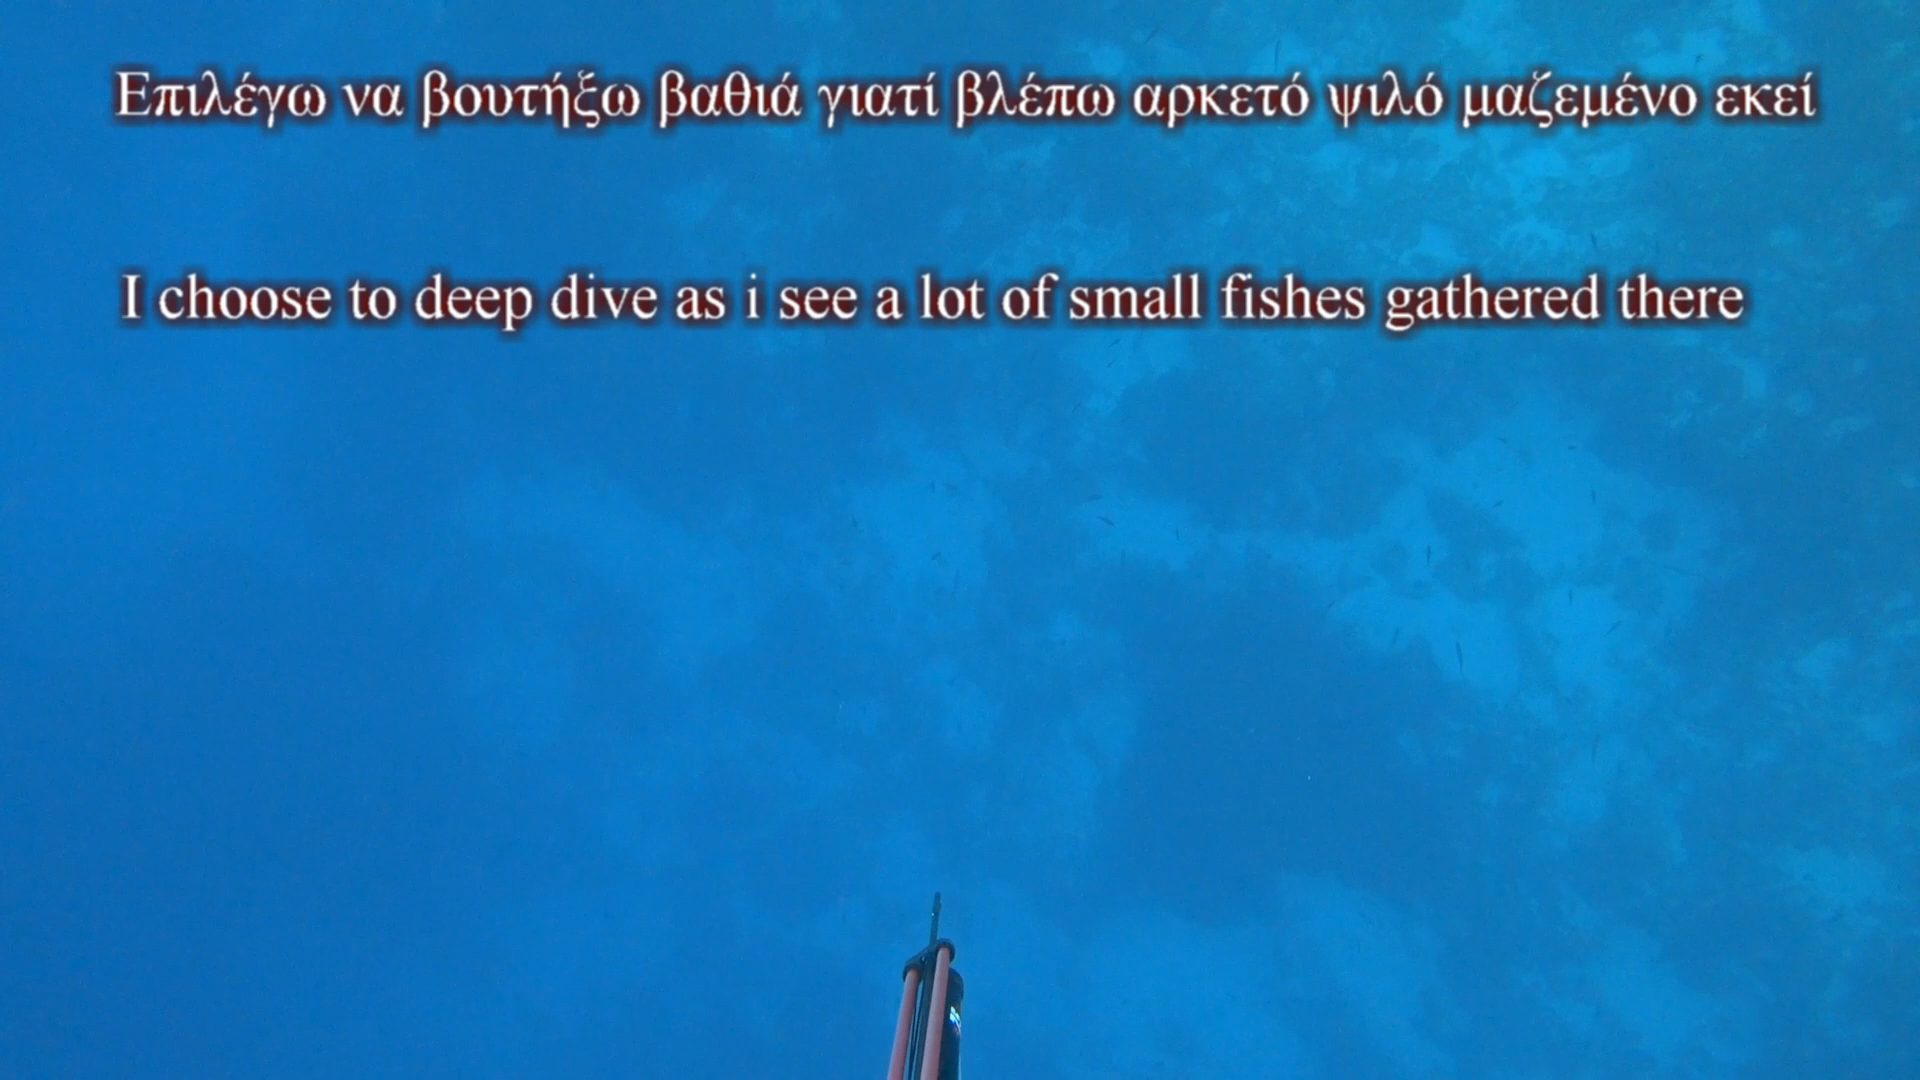 Επιλέγω να βουτήξω βαθιά γιατί βλέπω αρκετό ψιλό μαζεμένο εκεί
I choose to deep dive as i see a lot of small fishes gathered there